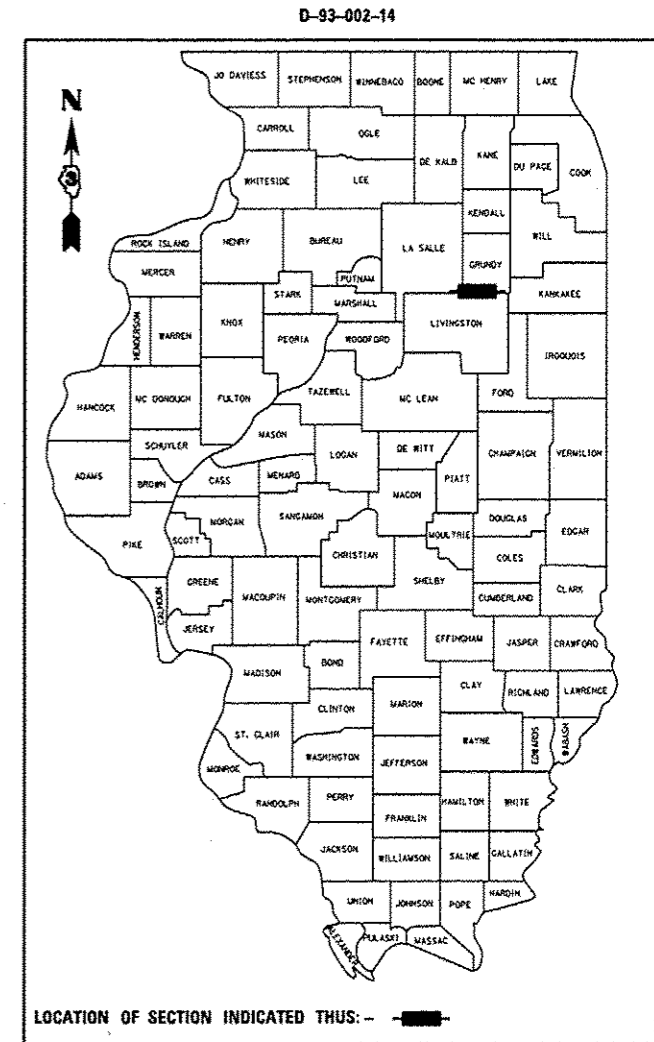 D-93-002-14
JO DAVIESS STEPHENSON WINNEBAGO BOONE MC HENRY LAKE
N
CARROLL OGLE DE KALB KANE DU PAGE COOK
3
WHITESIDE LEE
KENDALL WILL
ROCK ISLAND HENRY BUREAU LA SALLE GRUNDY
MERCER PUTNAM
STARK MARSHALL KANKAKEE
HENDERSON WARREN KNOX PEORIA WOODFORD LIVINGSTON IROQUOIS
HANCOCK MC DONOUGH FULTON TAZEWELL MC LEAN FORD
MASON
SCHUYLER LOGAN DE WITT CHAMPAIGN VERMILION
ADAMS BROWN CASS MENARD PIATT
MACON
PIKE SCOTT MORGAN SANGAMON DOUGLAS EDGAR
CHRISTIAN MOULTRIE COLES
GREENE SHELBY
CALHOUN MACOUPIN MONTGOMERY CUMBERLAND CLARK
JERSEY
FAYETTE EFFINGHAM JASPER CRAWFORD
MADISON BOND
CLAY RICHLAND LAWRENCE
CLINTON MARION
ST. CLAIR WAYNE EDWARDS WABASH
WASHINGTON JEFFERSON
MONROE
RANDOLPH PERRY HAMILTON WHITE
FRANKLIN
JACKSON WILLIAMSON SALINE GALLATIN
UNION JOHNSON POPE HARDIN
ALEXANDER PULASKI MASSAC
LOCATION OF SECTION INDICATED THUS: -